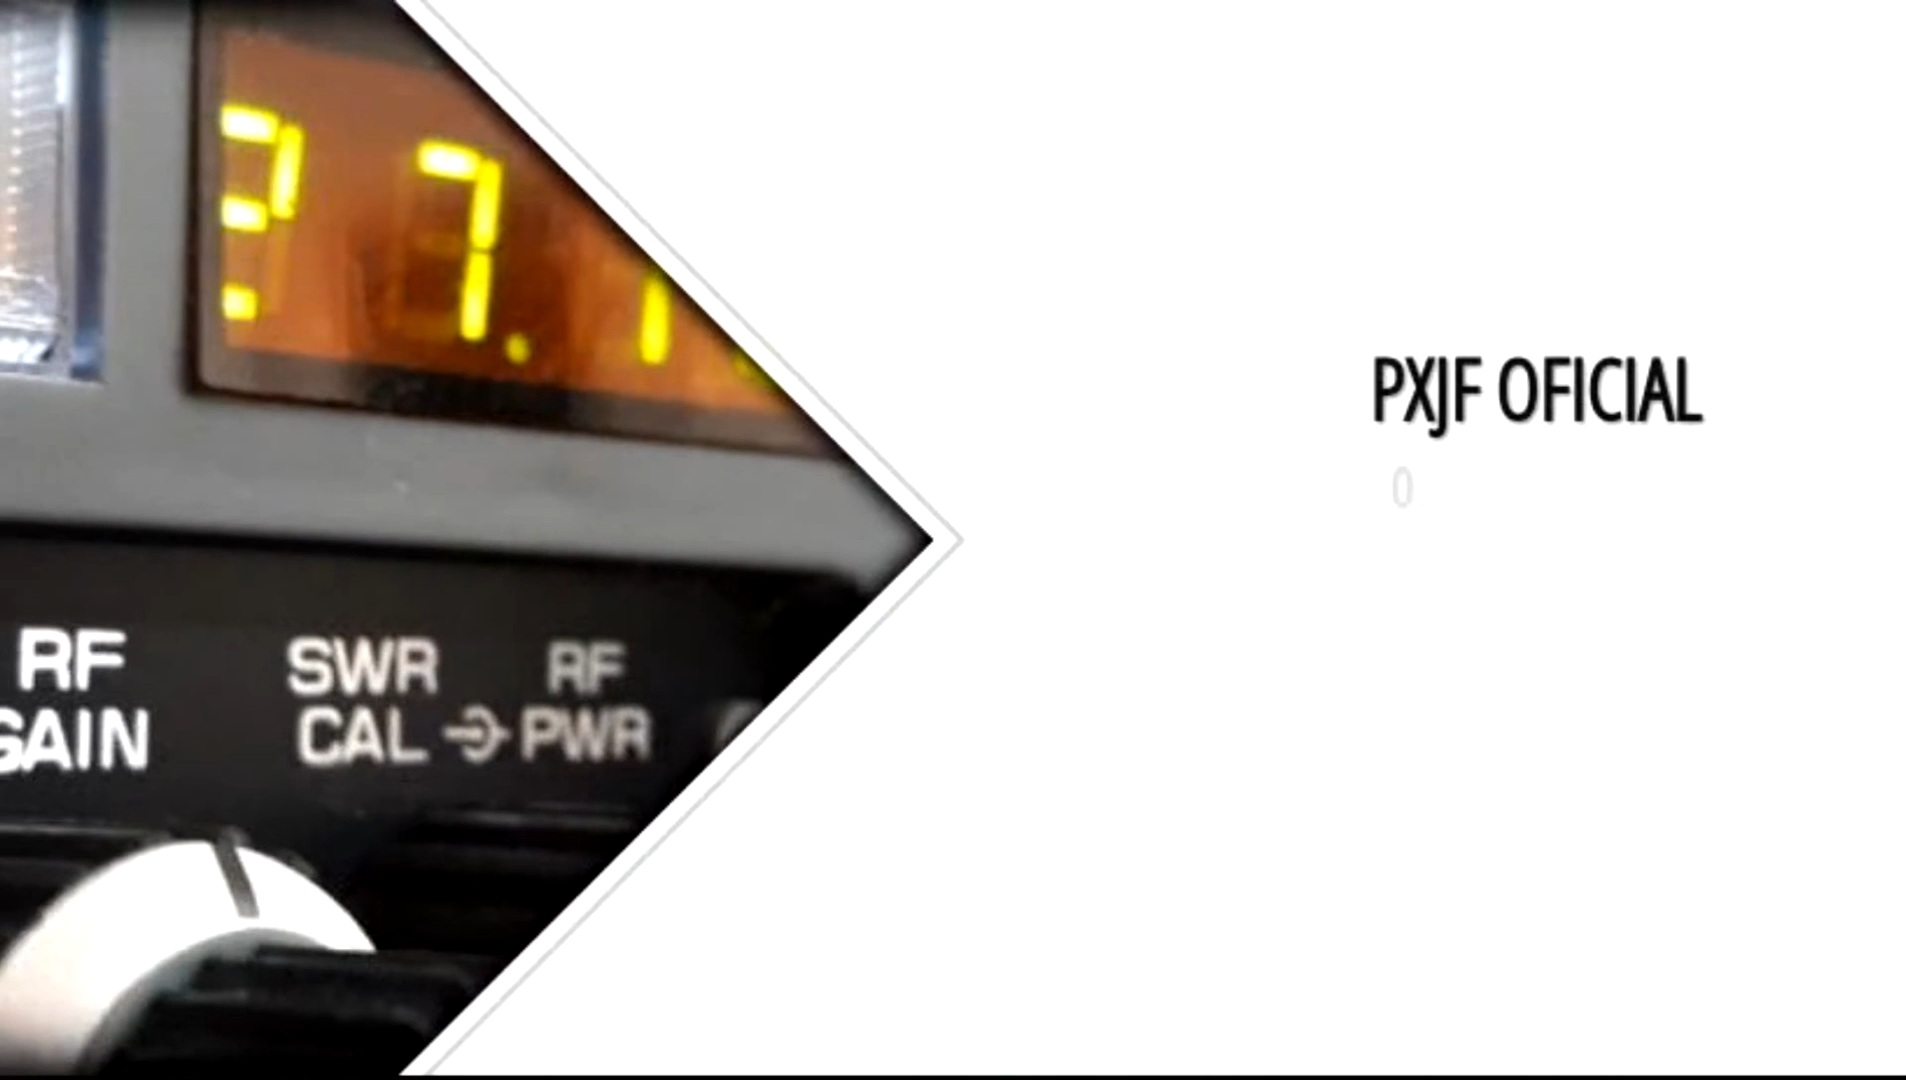 27.1
RF
GAIN
SWR
CAL
RF
PWR
PXJF OFICIAL
0